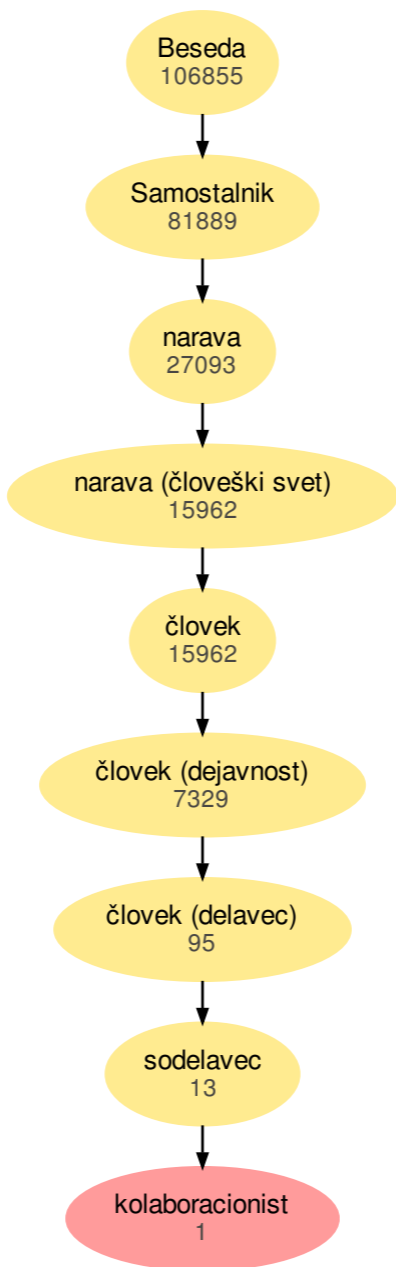 Beseda
106855
Samostalnik
81889
narava
27093
narava (človeški svet)
15962
človek
15962
človek (dejavnost)
7329
človek (delavec)
95
sodelavec
13
kolaboracionist
1